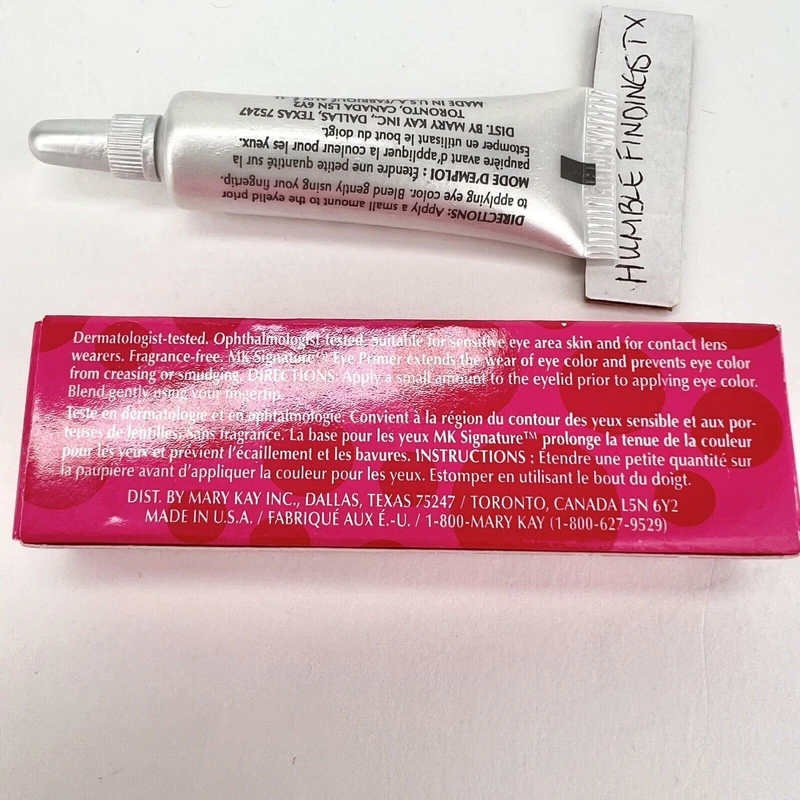 DIRECTIONS: Apply a small amount to the eyelid prior
to applying eye color. Blend gently using your fingertip.
MODE D'EMPLOI : Étendre une petite quantité sur la
paupière avant d'appliquer la couleur pour les yeux.
Estomper en utilisant le bout du doigt.
DIST. BY MARY KAY INC., DALLAS, TEXAS 75247
TORONTO, CANADA L5N 6Y2
MADE IN U.S.A./FABRIQUÉ AUX É.-U.
HUMBLE FINDINGS TX
Dermatologist-tested. Ophthalmologist-tested. Suitable for sensitive eye area skin and for contact lens
wearers. Fragrance-free. MK Signature™ Eye Primer extends the wear of eye color and prevents eye color
from creasing or smudging. DIRECTIONS: Apply a small amount to the eyelid prior to applying eye color.
Blend gently using your fingertip.
Testé en dermatologie et en ophtalmologie. Convient à la région du contour des yeux sensible et aux por-
teuses de lentilles. Sans fragrance. La base pour les yeux MK Signature™ prolonge la tenue de la couleur
pour les yeux et prévient l'écaillement et les bavures. INSTRUCTIONS : Étendre une petite quantité sur
la paupière avant d'appliquer la couleur pour les yeux. Estomper en utilisant le bout du doigt.
DIST. BY MARY KAY INC., DALLAS, TEXAS 75247 / TORONTO, CANADA L5N 6Y2
MADE IN U.S.A. / FABRIQUÉ AUX É.-U. / 1-800-MARY KAY (1-800-627-9529)